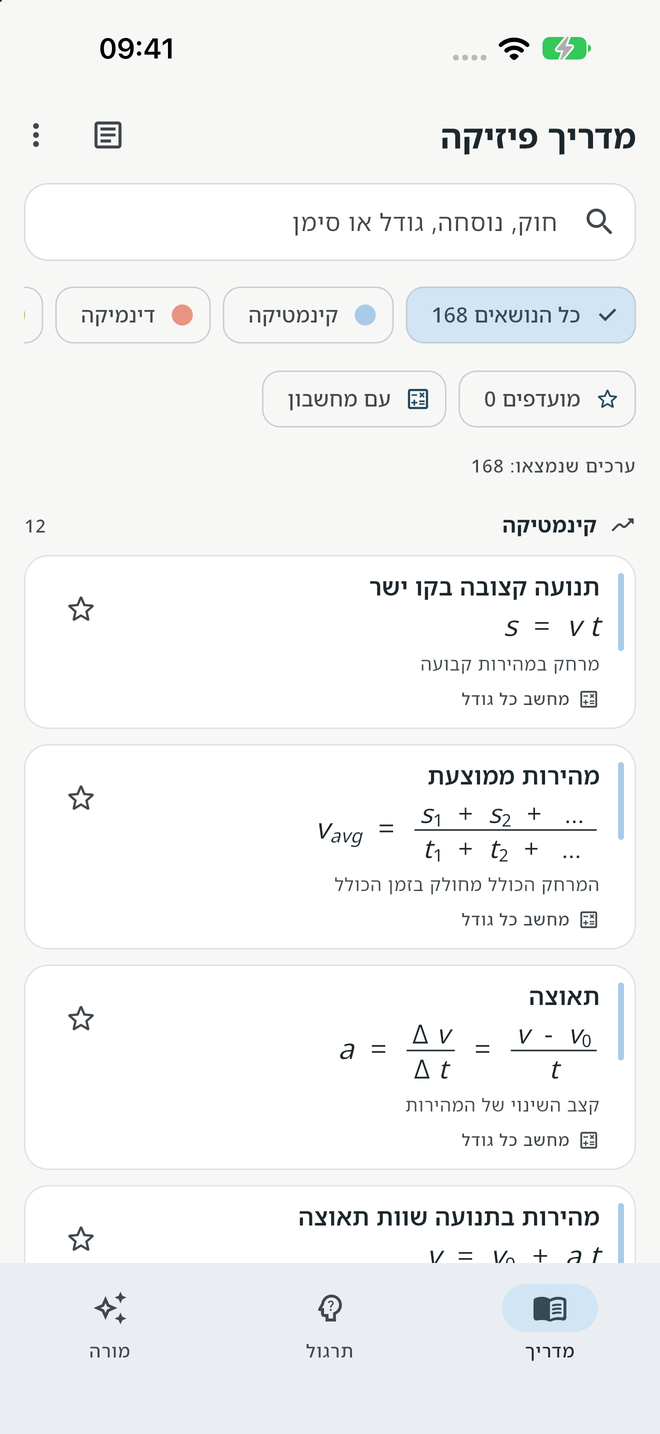 09:41
מדריך פיזיקה
חוק, נוסחה, גודל או סימן
כל הנושאים 168
קינמטיקה
דינמיקה
מועדפים 0
עם מחשבון
ערכים שנמצאו: 168
קינמטיקה
12
תנועה קצובה בקו ישר
s = v t
מרחק במהירות קבועה
מחשב כל גודל
מהירות ממוצעת
v_avg = (s₁ + s₂ + ...) / (t₁ + t₂ + ...)
המרחק הכולל מחולק בזמן הכולל
מחשב כל גודל
תאוצה
a = Δ v / Δ t = (v - v₀) / t
קצב השינוי של המהירות
מחשב כל גודל
מהירות בתנועה שוות תאוצה
v = v₀ + a t
מדריך
תרגול
מורה